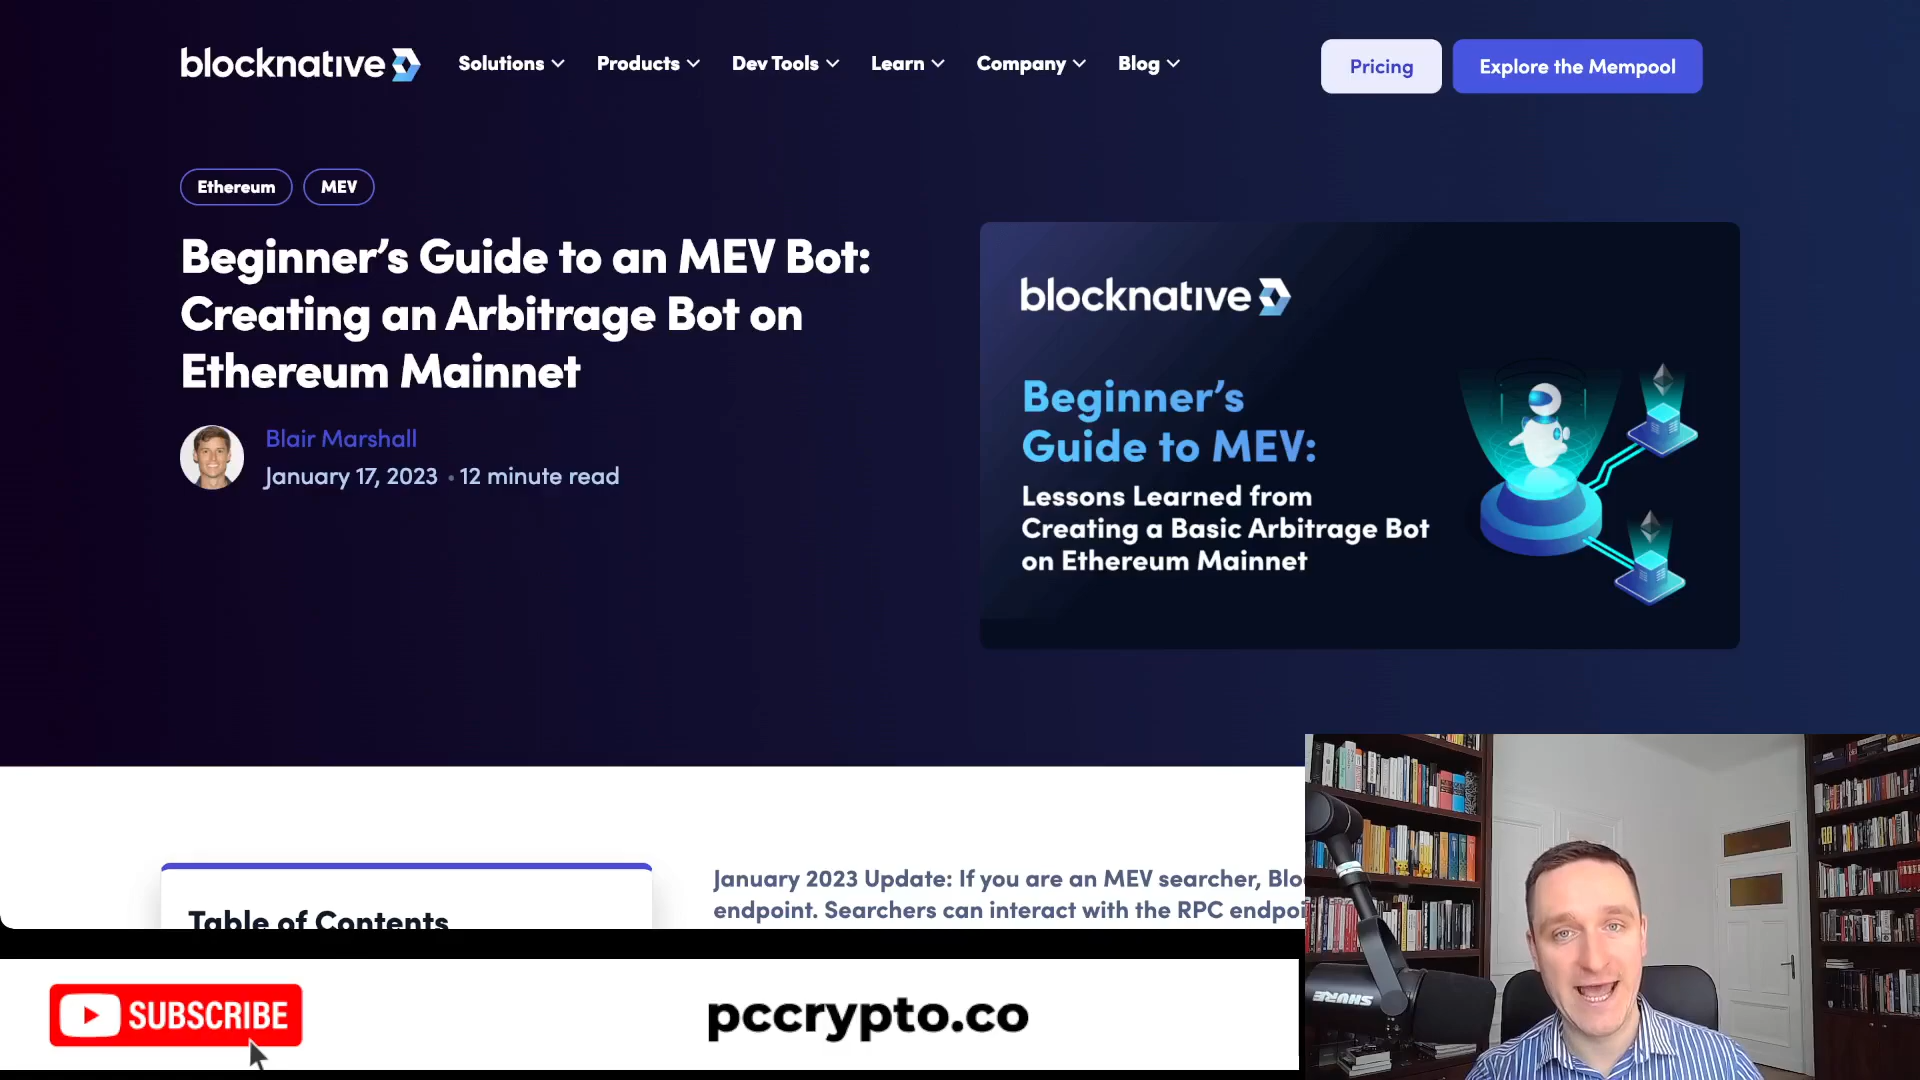 blocknative
Solutions Products Dev Tools Learn Company Blog
Pricing
Explore the Mempool
Ethereum MEV
Beginner's Guide to an MEV Bot:
Creating an Arbitrage Bot on
Ethereum Mainnet
Blair Marshall
January 17, 2023 • 12 minute read
blocknative
Beginner's
Guide to MEV:
Lessons Learned from
Creating a Basic Arbitrage Bot
on Ethereum Mainnet
January 2023 Update: If you are an MEV searcher, Blo
endpoint. Searchers can interact with the RPC endpoi
Table of Contents
SUBSCRIBE
pccrypto.co
SHURE